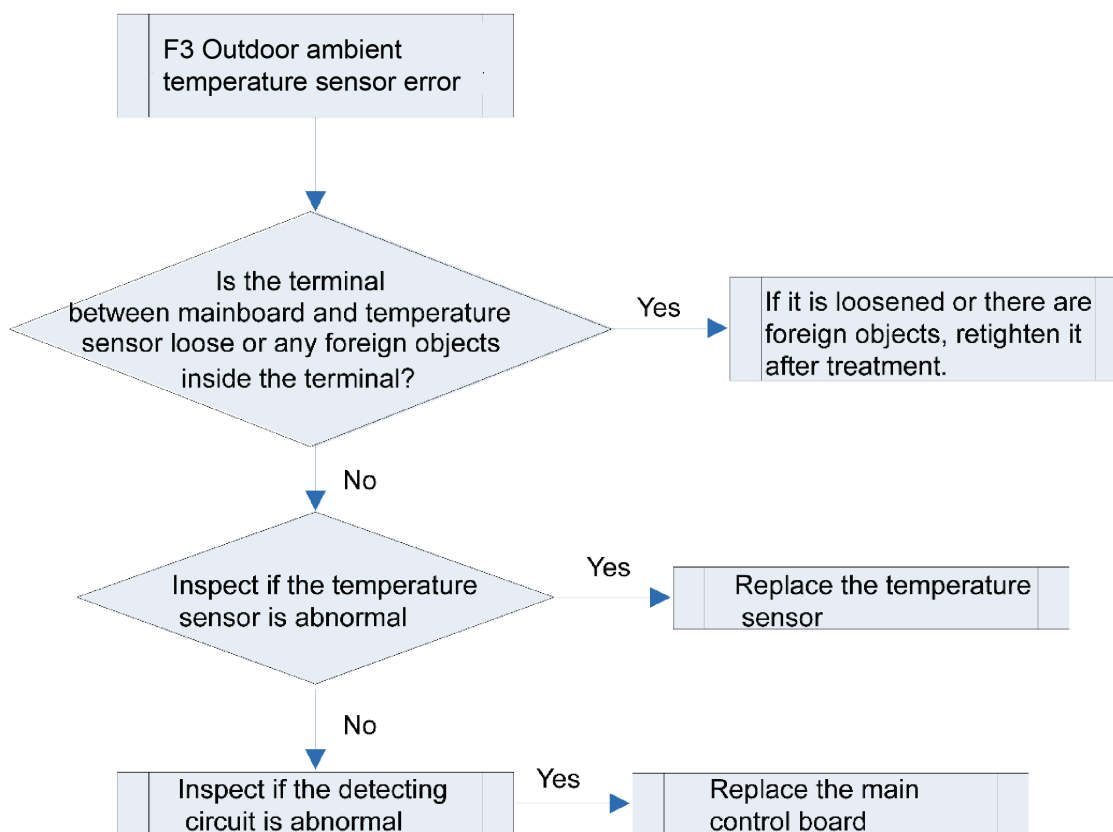 F3 Outdoor ambient
temperature sensor error
Is the terminal
between mainboard and temperature
sensor loose or any foreign objects
inside the terminal?
Yes
If it is loosened or there are
foreign objects, retighten it
after treatment.
No
Inspect if the temperature
sensor is abnormal
Yes
Replace the temperature
sensor
No
Inspect if the detecting
circuit is abnormal
Yes
Replace the main
control board